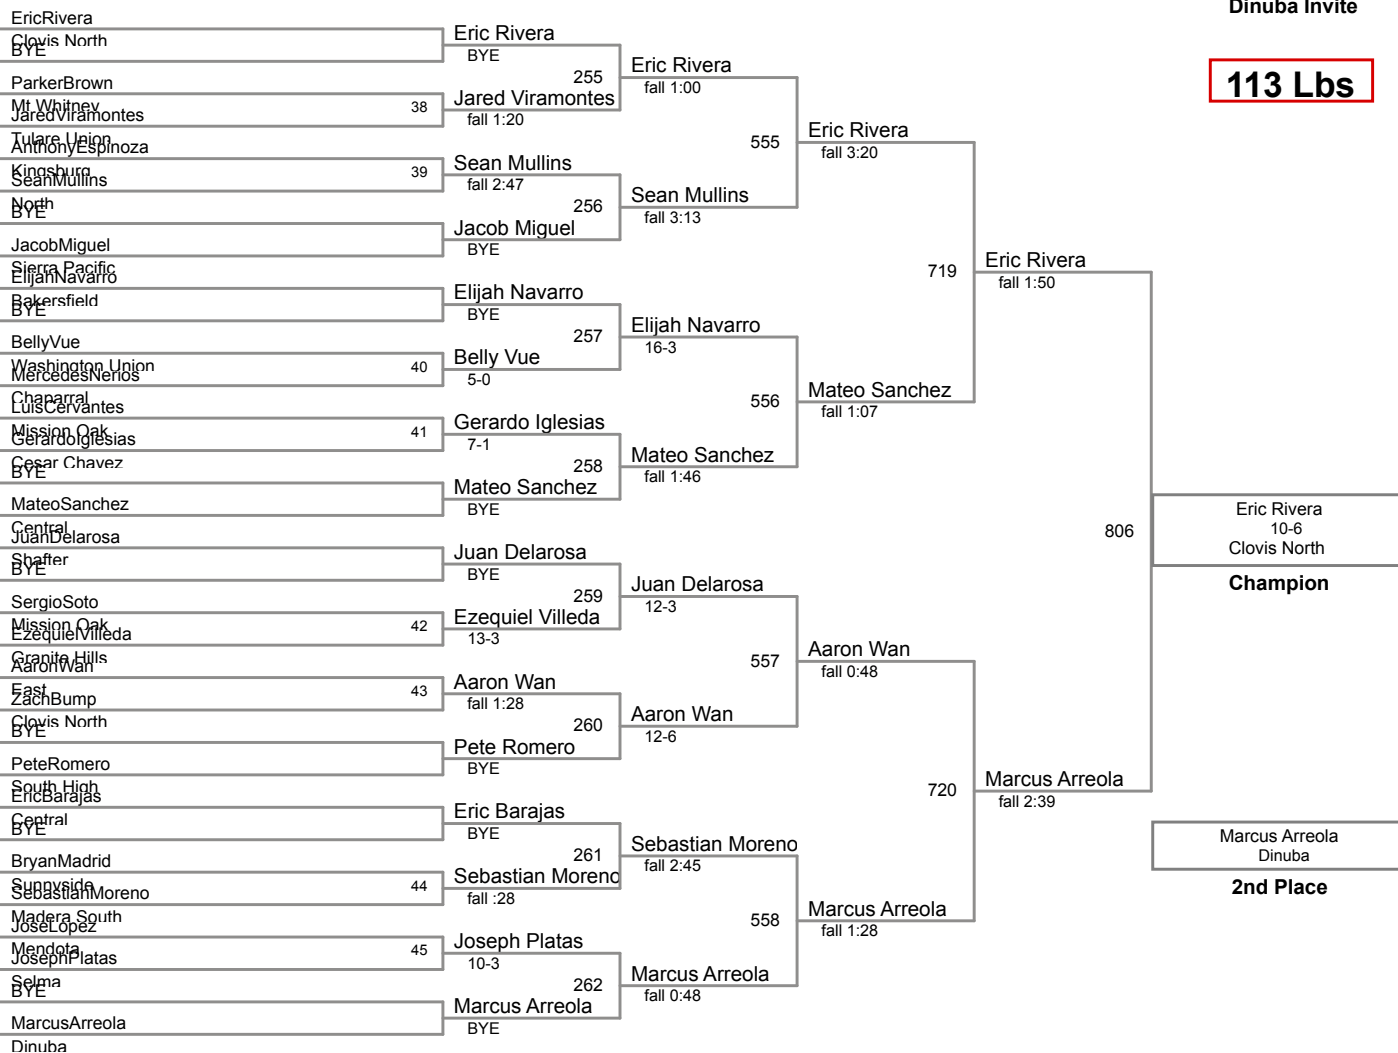 Dinuba Invite
113 Lbs
EricRivera
Clovis North
BYE
ParkerBrown
Mt Whitney
JaredViramontes
Tulare Union
AnthonyEspinoza
Kingsburg
SeanMullins
North
BYE
JacobMiguel
Sierra Pacific
ElijahNavarro
Bakersfield
BYE
BellyVue
Washington Union
MercedesNerios
Chaparral
LuisCervantes
Mission Oak
GerardoIglesias
Cesar Chavez
BYE
MateoSanchez
Central
JuanDelarosa
Shafter
BYE
SergioSoto
Mission Oak
EzequielVilleda
Granite Hills
AaronWan
East
ZachBump
Clovis North
BYE
PeteRomero
South High
EricBarajas
Central
BYE
BryanMadrid
Sunnyside
SebastianMoreno
Madera South
JoseLopez
Mendota
JosephPlatas
Selma
BYE
MarcusArreola
Dinuba
38
39
40
41
42
43
44
45
Eric Rivera
BYE
Jared Viramontes
fall 1:20
Sean Mullins
fall 2:47
Jacob Miguel
BYE
Elijah Navarro
BYE
Belly Vue
5-0
Gerardo Iglesias
7-1
Mateo Sanchez
BYE
Juan Delarosa
BYE
Ezequiel Villeda
13-3
Aaron Wan
fall 1:28
Pete Romero
BYE
Eric Barajas
BYE
Sebastian Moreno
fall :28
Joseph Platas
10-3
Marcus Arreola
BYE
255
256
257
258
259
260
261
262
Eric Rivera
fall 1:00
Sean Mullins
fall 3:13
Elijah Navarro
16-3
Mateo Sanchez
fall 1:46
Juan Delarosa
12-3
Aaron Wan
12-6
Sebastian Moreno
fall 2:45
Marcus Arreola
fall 0:48
555
556
557
558
Eric Rivera
fall 3:20
Mateo Sanchez
fall 1:07
Aaron Wan
fall 0:48
Marcus Arreola
fall 1:28
719
720
Eric Rivera
fall 1:50
Marcus Arreola
fall 2:39
806
Eric Rivera
10-6
Clovis North
Champion
Marcus Arreola
Dinuba
2nd Place